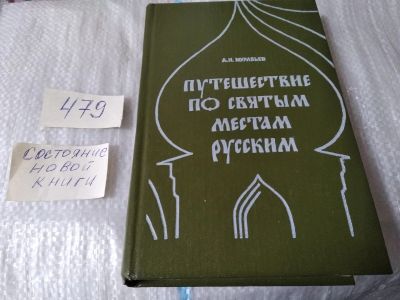 479
СОСТОЯНИЕ
НОВОЙ
КНИГИ
А.Н. МУРАВЬЕВ
ПУТЕШЕСТВИЕ
ПО СВЯТЫМ
МЕСТАМ
РУССКИМ